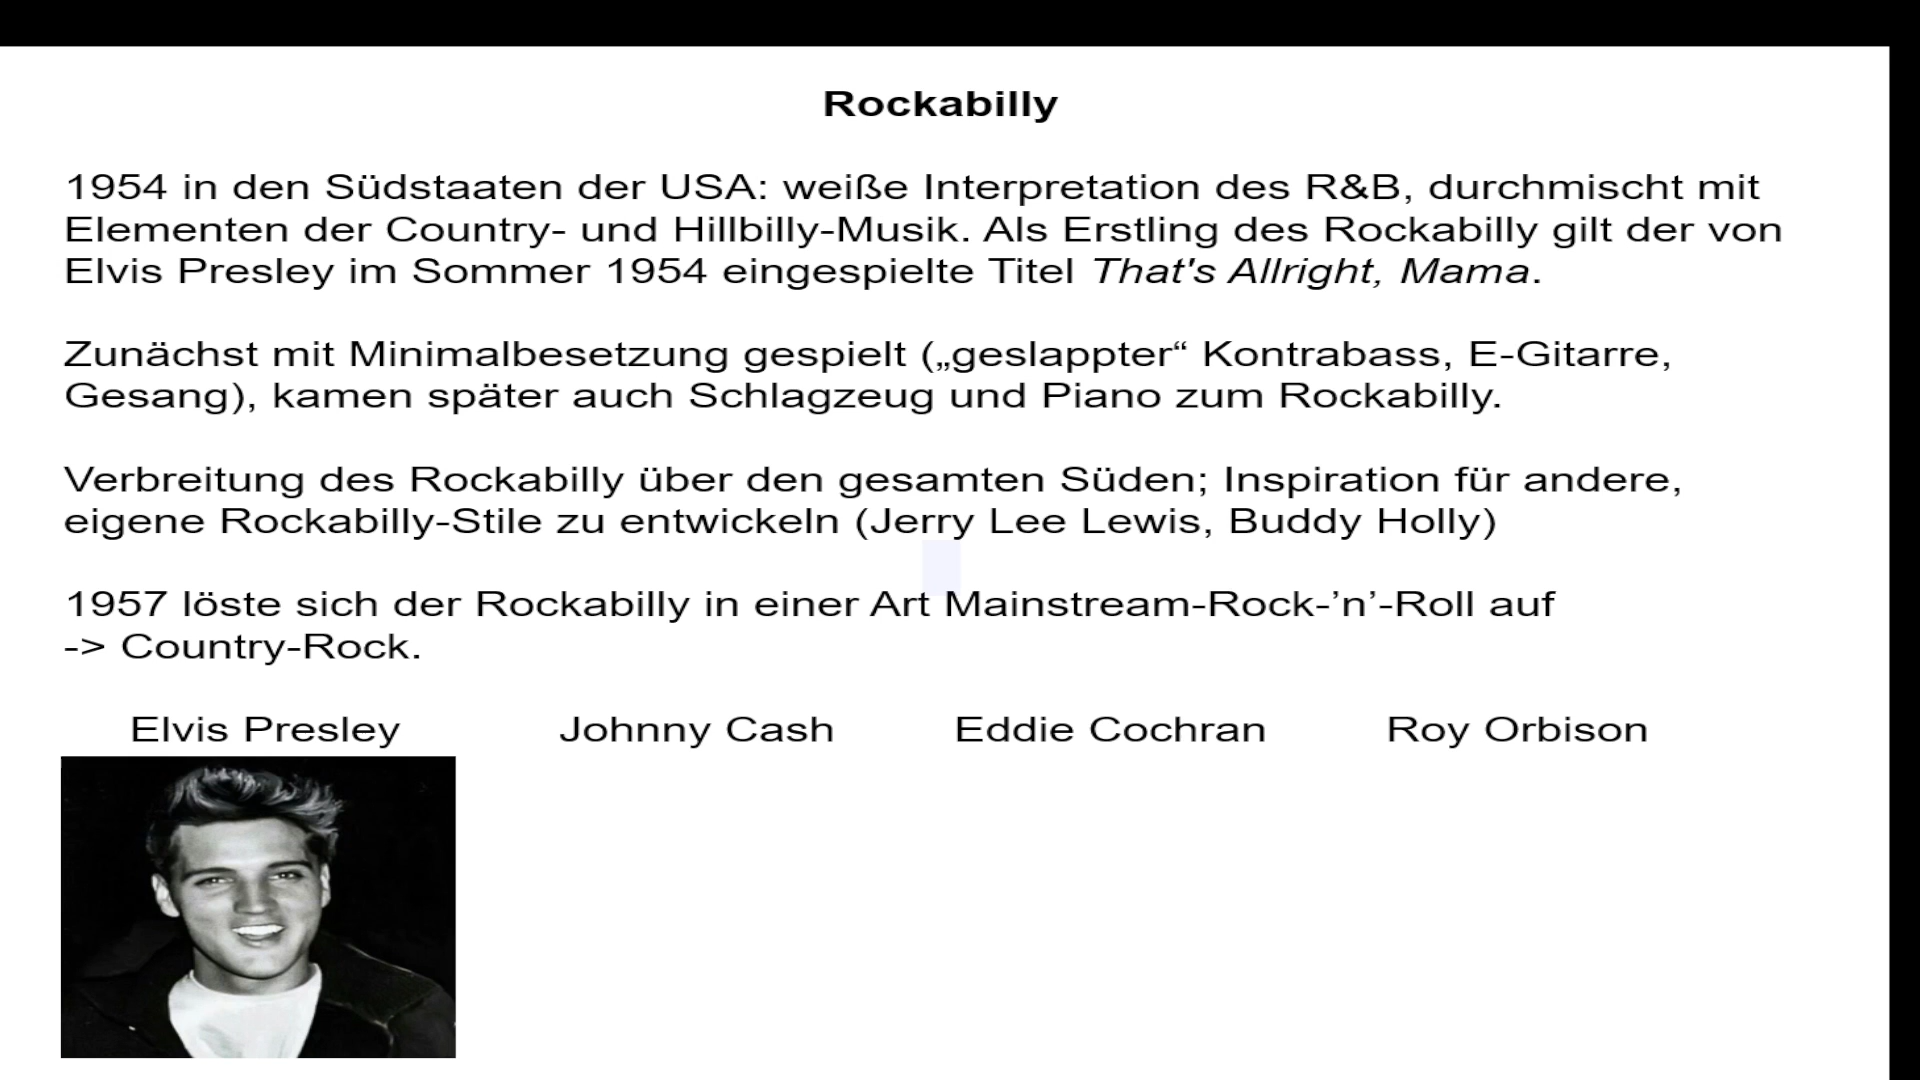 Rockabilly
1954 in den Südstaaten der USA: weiße Interpretation des R&B, durchmischt mit
Elementen der Country- und Hillbilly-Musik. Als Erstling des Rockabilly gilt der von
Elvis Presley im Sommer 1954 eingespielte Titel That's Allright, Mama.
Zunächst mit Minimalbesetzung gespielt („geslappter“ Kontrabass, E-Gitarre,
Gesang), kamen später auch Schlagzeug und Piano zum Rockabilly.
Verbreitung des Rockabilly über den gesamten Süden; Inspiration für andere,
eigene Rockabilly-Stile zu entwickeln (Jerry Lee Lewis, Buddy Holly)
1957 löste sich der Rockabilly in einer Art Mainstream-Rock-’n’-Roll auf
-> Country-Rock.
Elvis Presley Johnny Cash Eddie Cochran Roy Orbison